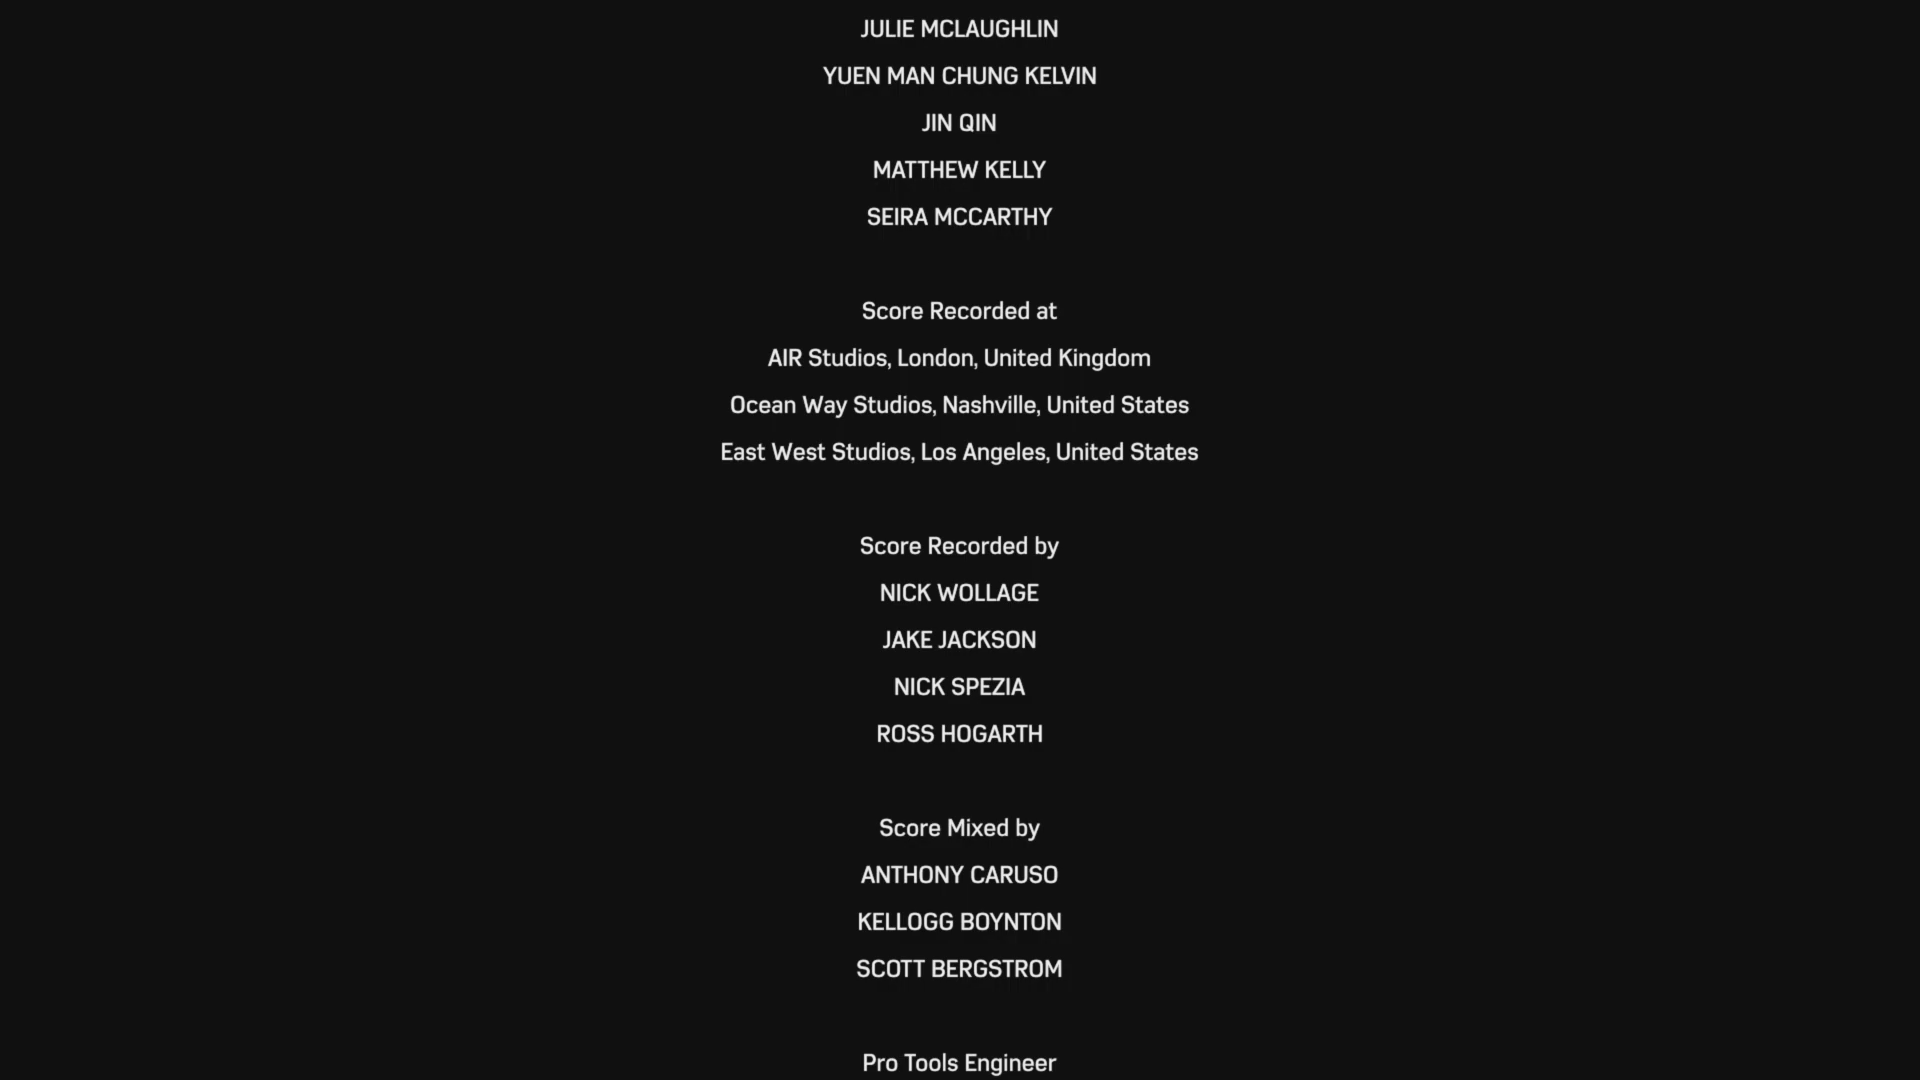 JULIE MCLAUGHLIN
YUEN MAN CHUNG KELVIN
JIN QIN
MATTHEW KELLY
SEIRA MCCARTHY
Score Recorded at
AIR Studios, London, United Kingdom
Ocean Way Studios, Nashville, United States
East West Studios, Los Angeles, United States
Score Recorded by
NICK WOLLAGE
JAKE JACKSON
NICK SPEZIA
ROSS HOGARTH
Score Mixed by
ANTHONY CARUSO
KELLOGG BOYNTON
SCOTT BERGSTROM
Pro Tools Engineer